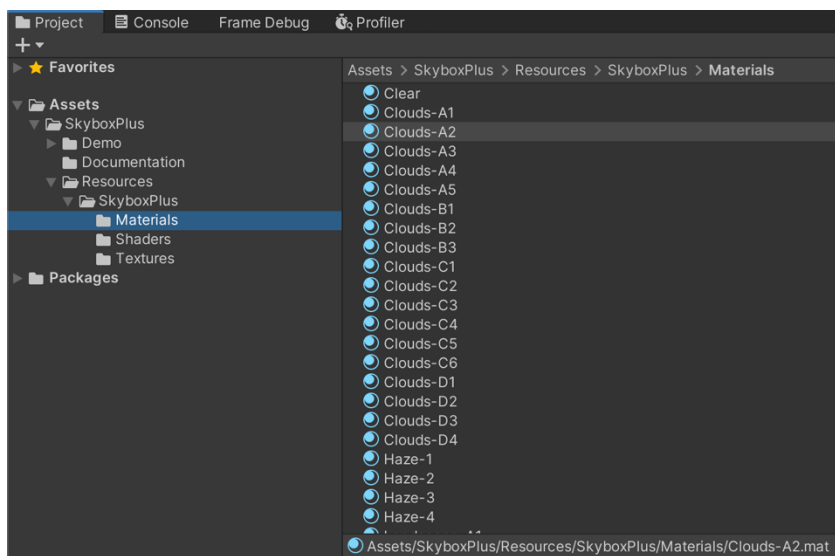 Project Console Frame Debug Profiler
Favorites
Assets
SkyboxPlus
Demo
Documentation
Resources
SkyboxPlus
Materials
Shaders
Textures
Packages
Assets > SkyboxPlus > Resources > SkyboxPlus > Materials
Clear
Clouds-A1
Clouds-A2
Clouds-A3
Clouds-A4
Clouds-A5
Clouds-B1
Clouds-B2
Clouds-B3
Clouds-C1
Clouds-C2
Clouds-C3
Clouds-C4
Clouds-C5
Clouds-C6
Clouds-D1
Clouds-D2
Clouds-D3
Clouds-D4
Haze-1
Haze-2
Haze-3
Haze-4
Assets/SkyboxPlus/Resources/SkyboxPlus/Materials/Clouds-A2.mat